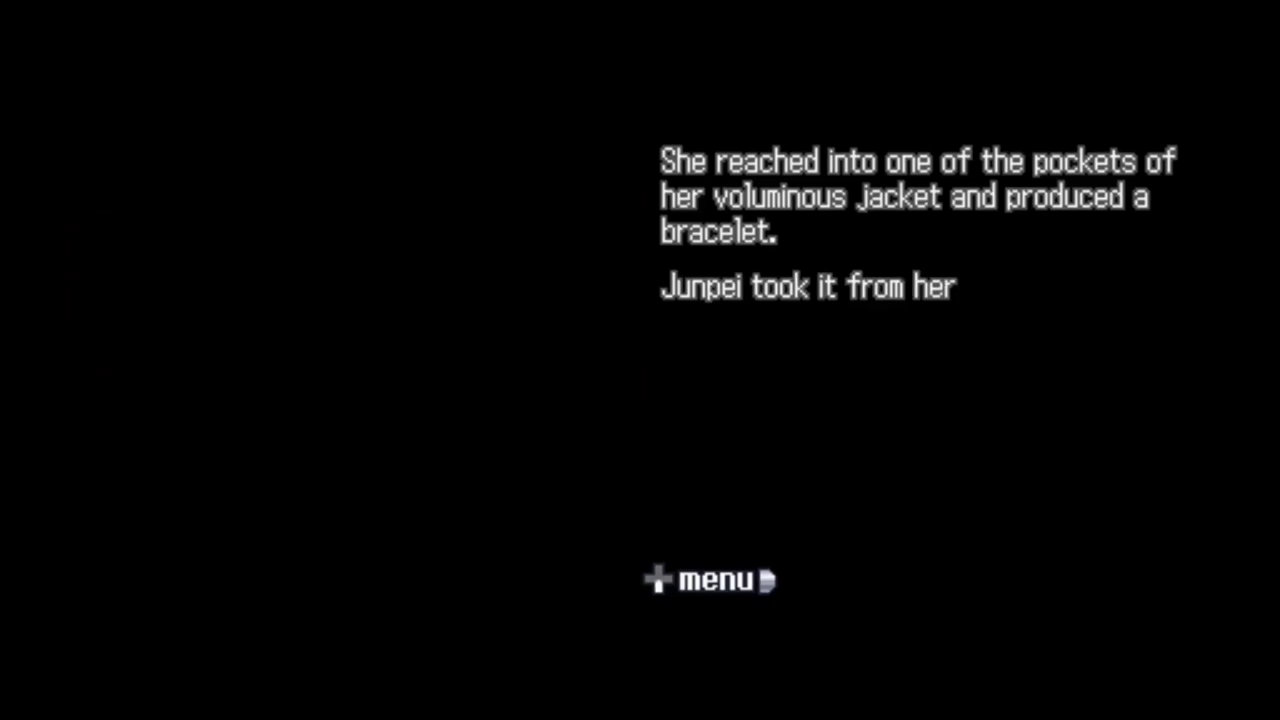 She reached into one of the pockets of
her voluminous jacket and produced a
bracelet.
Junpei took it from her
menu